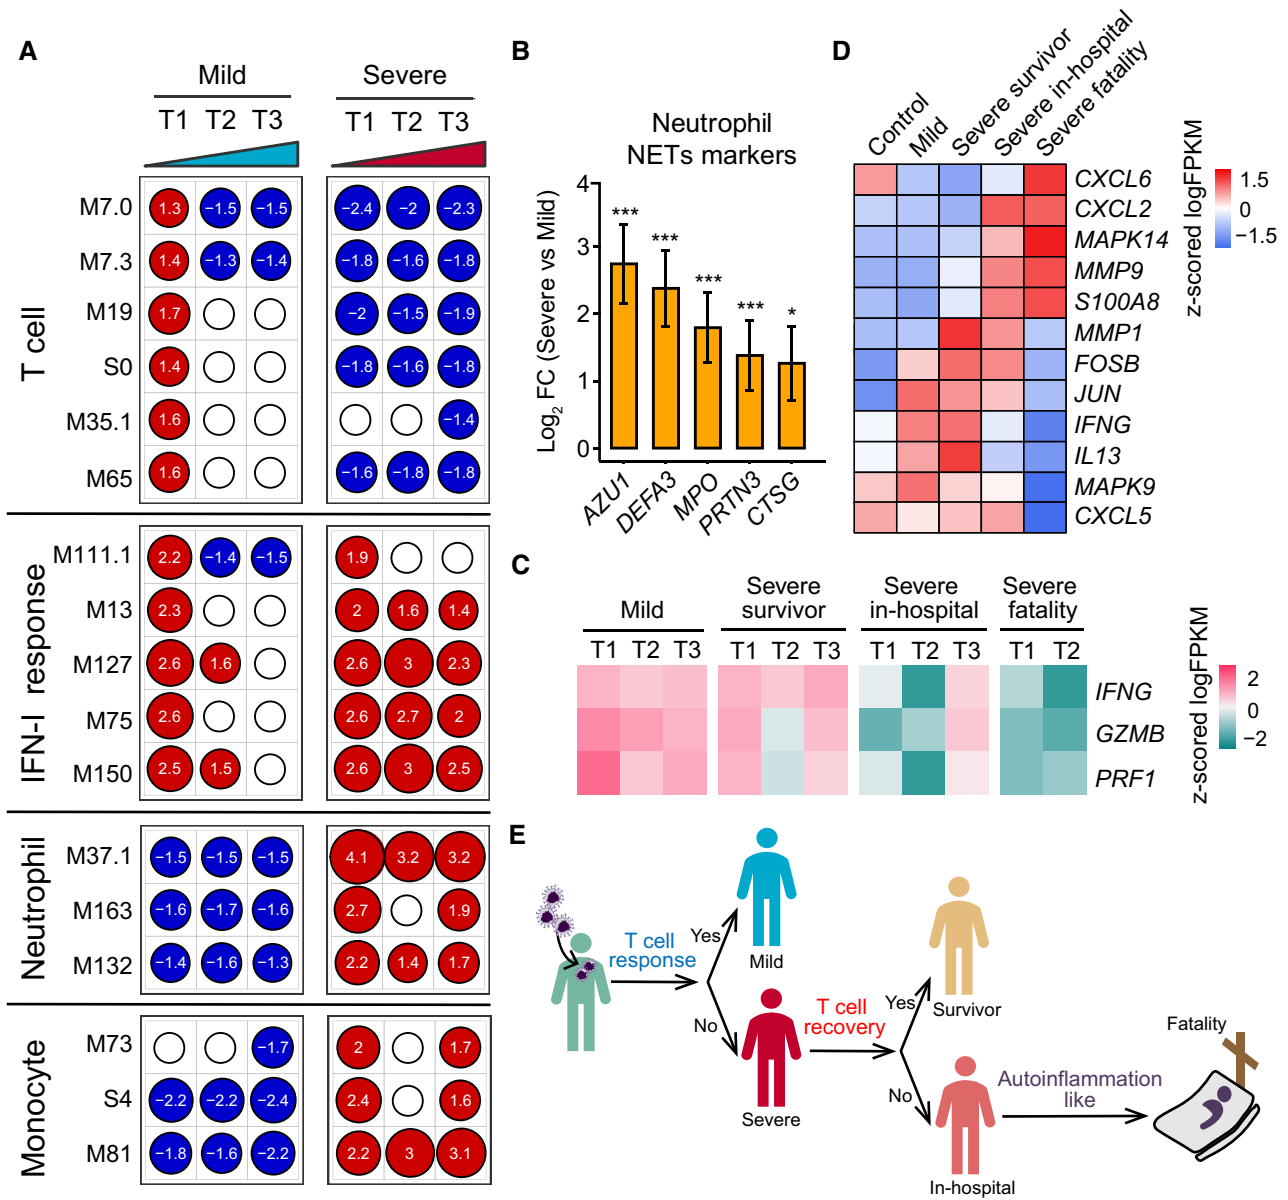 A
Mild
Severe
T1 T2 T3
T1 T2 T3
T cell
M7.0 1.3 −1.5 −1.5 −2.4 −2 −2.3
M7.3 1.4 −1.3 −1.4 −1.8 −1.6 −1.8
M19 1.7 −2 −1.5 −1.9
S0 1.4 −1.8 −1.6 −1.8
M35.1 1.6 −1.4
M65 1.6 −1.6 −1.8 −1.8
IFN-I response
M111.1 2.2 −1.4 −1.5 1.9
M13 2.3 2 1.6 1.4
M127 2.6 1.6 2.6 3 2.3
M75 2.6 2.6 2.7 2
M150 2.5 1.5 2.6 3 2.5
Neutrophil
M37.1 −1.5 −1.5 −1.5 4.1 3.2 3.2
M163 −1.6 −1.7 −1.6 2.7 1.9
M132 −1.4 −1.6 −1.3 2.2 1.4 1.7
Monocyte
M73 −1.7 2 1.7
S4 −2.2 −2.2 −2.4 2.4 1.6
M81 −1.8 −1.6 −2.2 2.2 3 3.1
B
Neutrophil
NETs markers
Log2 FC (Severe vs Mild)
4
3
2
1
0
*** *** *** *** *
AZU1 DEFA3 MPO PRTN3 CTSG
C
Mild
Severe
survivor
Severe
in-hospital
Severe
fatality
T1 T2 T3 T1 T2 T3 T1 T2 T3 T1 T2
IFNG
GZMB
PRF1
z-scored logFPKM
2
0
−2
D
Control
Mild
Severe survivor
Severe in-hospital
Severe fatality
CXCL6
CXCL2
MAPK14
MMP9
S100A8
MMP1
FOSB
JUN
IFNG
IL13
MAPK9
CXCL5
z-scored logFPKM
1.5
0
−1.5
E
T cell
response
Yes
No
Mild
Severe
T cell
recovery
Yes
No
Survivor
In-hospital
Autoinflammation
like
Fatality